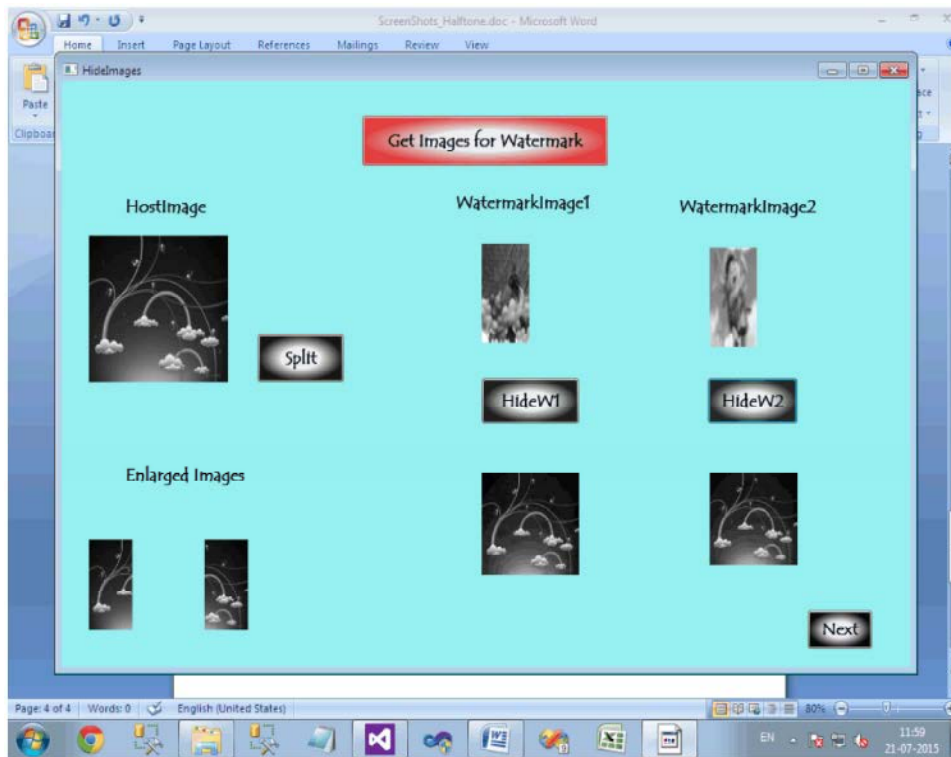 ScreenShots_Halftone.doc - Microsoft Word
Home Insert Page Layout References Mailings Review View
HideImages
Paste
Get Images for Watermark
HostImage
WatermarkImage1
WatermarkImage2
Split
HideW1
HideW2
Enlarged Images
Next
Page: 4 of 4 Words: 0 English (United States) 80%
EN 11:59
21-07-2015